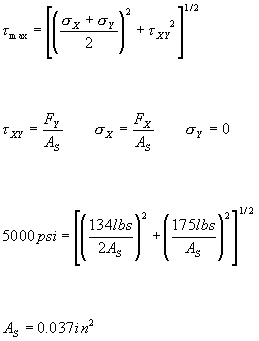 τmax = [((σX + σY)/2)² + τXY²]^1/2
τXY = FY/AS    σX = FX/AS    σY = 0
5000 psi = [(134lbs/2AS)² + (175lbs/AS)²]^1/2
AS = 0.037in²